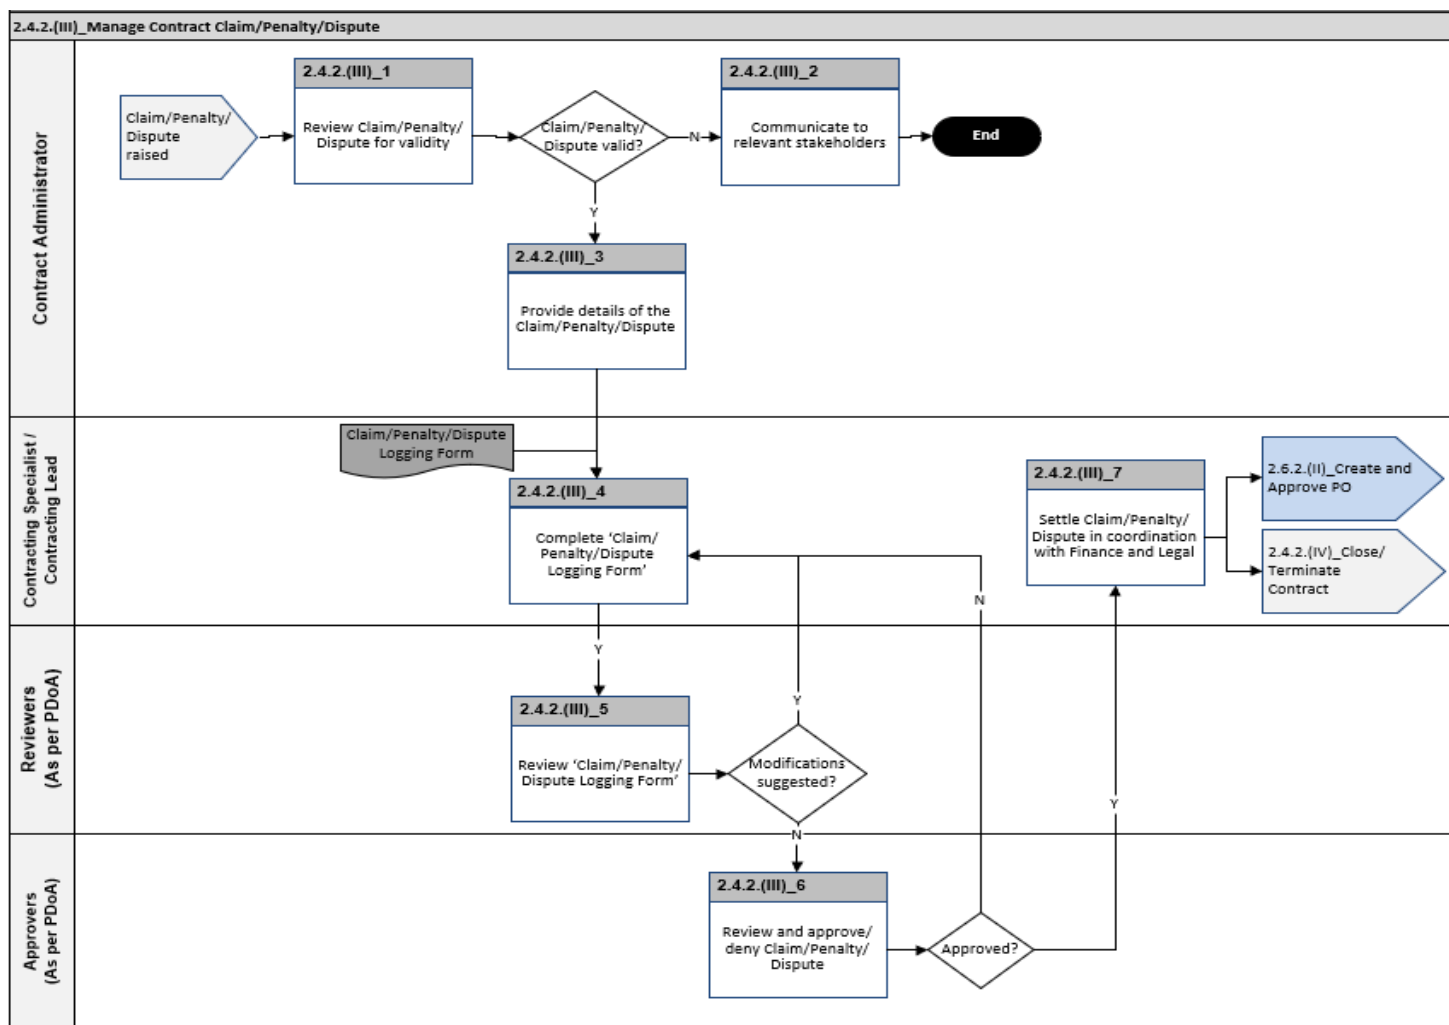 2.4.2.(III)_Manage Contract Claim/Penalty/Dispute
Contract Administrator
Claim/Penalty/
Dispute
raised
2.4.2.(III)_1
Review Claim/Penalty/
Dispute for validity
Claim/Penalty/
Dispute valid?
N
2.4.2.(III)_2
Communicate to
relevant stakeholders
End
Y
2.4.2.(III)_3
Provide details of the
Claim/Penalty/Dispute
Contracting Specialist /
Contracting Lead
Claim/Penalty/Dispute
Logging Form
2.4.2.(III)_4
Complete ‘Claim/
Penalty/Dispute
Logging Form’
N
2.4.2.(III)_7
Settle Claim/Penalty/
Dispute in coordination
with Finance and Legal
2.6.2.(II)_Create and
Approve PO
2.4.2.(IV)_Close/
Terminate
Contract
Reviewers
(As per PDoA)
Y
2.4.2.(III)_5
Review ‘Claim/Penalty/
Dispute Logging Form’
Y
Modifications
suggested?
N
Y
Approvers
(As per PDoA)
2.4.2.(III)_6
Review and approve/
deny Claim/Penalty/
Dispute
Approved?